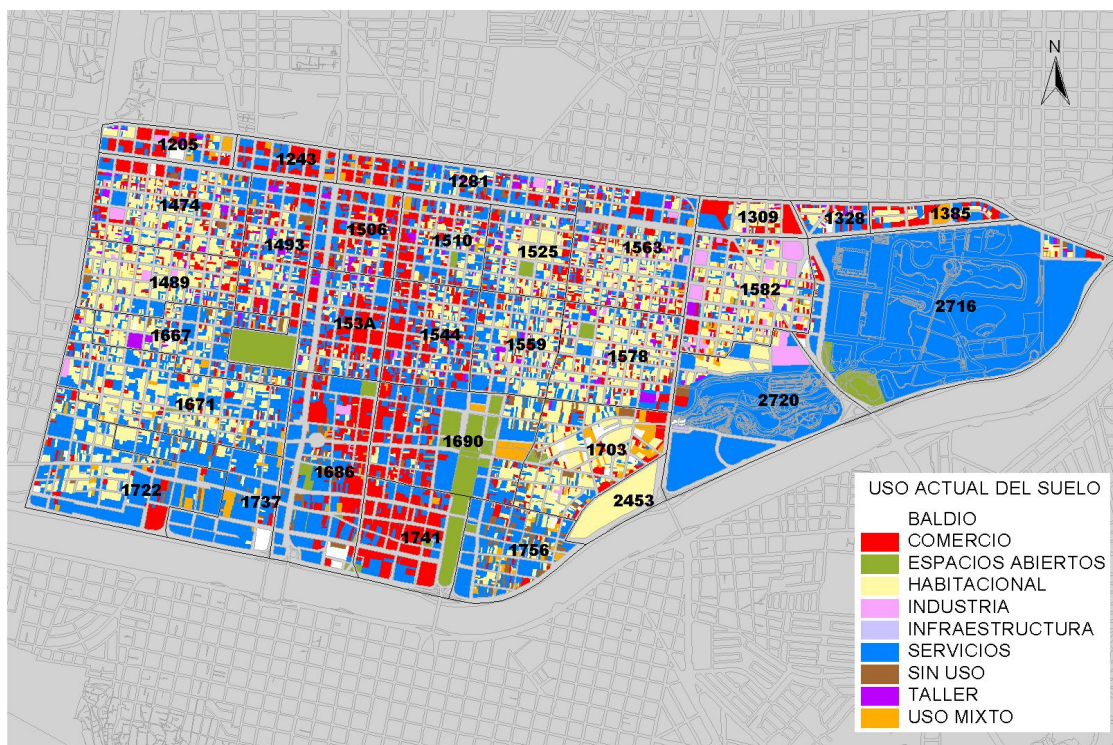 N
1205
1243
1281
1309
1328
1385
1474
1493
1506
1510
1525
1563
1489
1582
2716
1667
153A
1544
1559
1578
1671
2720
1690
1703
1686
2453
1722
1737
1741
1756
USO ACTUAL DEL SUELO
BALDIO
COMERCIO
ESPACIOS ABIERTOS
HABITACIONAL
INDUSTRIA
INFRAESTRUCTURA
SERVICIOS
SIN USO
TALLER
USO MIXTO